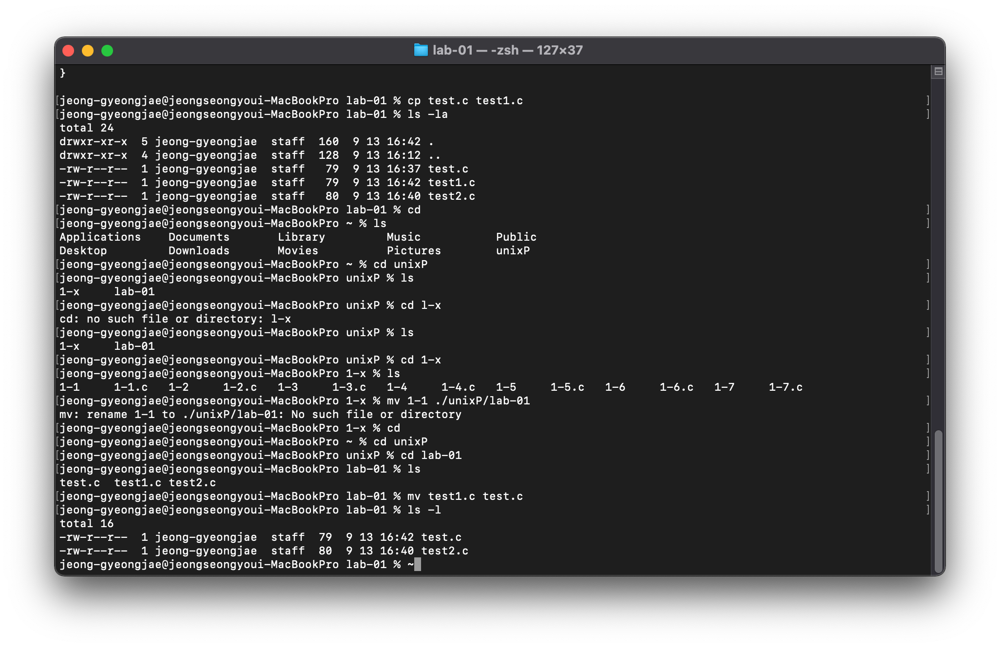 lab-01 — -zsh — 127×37
}
jeong-gyeongjae@jeongseongyoui-MacBookPro lab-01 % cp test.c test1.c
jeong-gyeongjae@jeongseongyoui-MacBookPro lab-01 % ls -la
total 24
drwxr-xr-x  5 jeong-gyeongjae  staff  160  9 13 16:42 .
drwxr-xr-x  4 jeong-gyeongjae  staff  128  9 13 16:12 ..
-rw-r--r--  1 jeong-gyeongjae  staff   79  9 13 16:37 test.c
-rw-r--r--  1 jeong-gyeongjae  staff   79  9 13 16:42 test1.c
-rw-r--r--  1 jeong-gyeongjae  staff   80  9 13 16:40 test2.c
jeong-gyeongjae@jeongseongyoui-MacBookPro lab-01 % cd
jeong-gyeongjae@jeongseongyoui-MacBookPro ~ % ls
Applications    Documents       Library         Music           Public
Desktop         Downloads       Movies          Pictures        unixP
jeong-gyeongjae@jeongseongyoui-MacBookPro ~ % cd unixP
jeong-gyeongjae@jeongseongyoui-MacBookPro unixP % ls
1-x     lab-01
jeong-gyeongjae@jeongseongyoui-MacBookPro unixP % cd l-x
cd: no such file or directory: l-x
jeong-gyeongjae@jeongseongyoui-MacBookPro unixP % ls
1-x     lab-01
jeong-gyeongjae@jeongseongyoui-MacBookPro unixP % cd 1-x
jeong-gyeongjae@jeongseongyoui-MacBookPro 1-x % ls
1-1     1-1.c   1-2     1-2.c   1-3     1-3.c   1-4     1-4.c   1-5     1-5.c   1-6     1-6.c   1-7     1-7.c
jeong-gyeongjae@jeongseongyoui-MacBookPro 1-x % mv 1-1 ./unixP/lab-01
mv: rename 1-1 to ./unixP/lab-01: No such file or directory
jeong-gyeongjae@jeongseongyoui-MacBookPro 1-x % cd
jeong-gyeongjae@jeongseongyoui-MacBookPro ~ % cd unixP
jeong-gyeongjae@jeongseongyoui-MacBookPro unixP % cd lab-01
jeong-gyeongjae@jeongseongyoui-MacBookPro lab-01 % ls
test.c  test1.c test2.c
jeong-gyeongjae@jeongseongyoui-MacBookPro lab-01 % mv test1.c test.c
jeong-gyeongjae@jeongseongyoui-MacBookPro lab-01 % ls -l
total 16
-rw-r--r--  1 jeong-gyeongjae  staff  79  9 13 16:42 test.c
-rw-r--r--  1 jeong-gyeongjae  staff  80  9 13 16:40 test2.c
jeong-gyeongjae@jeongseongyoui-MacBookPro lab-01 % ~